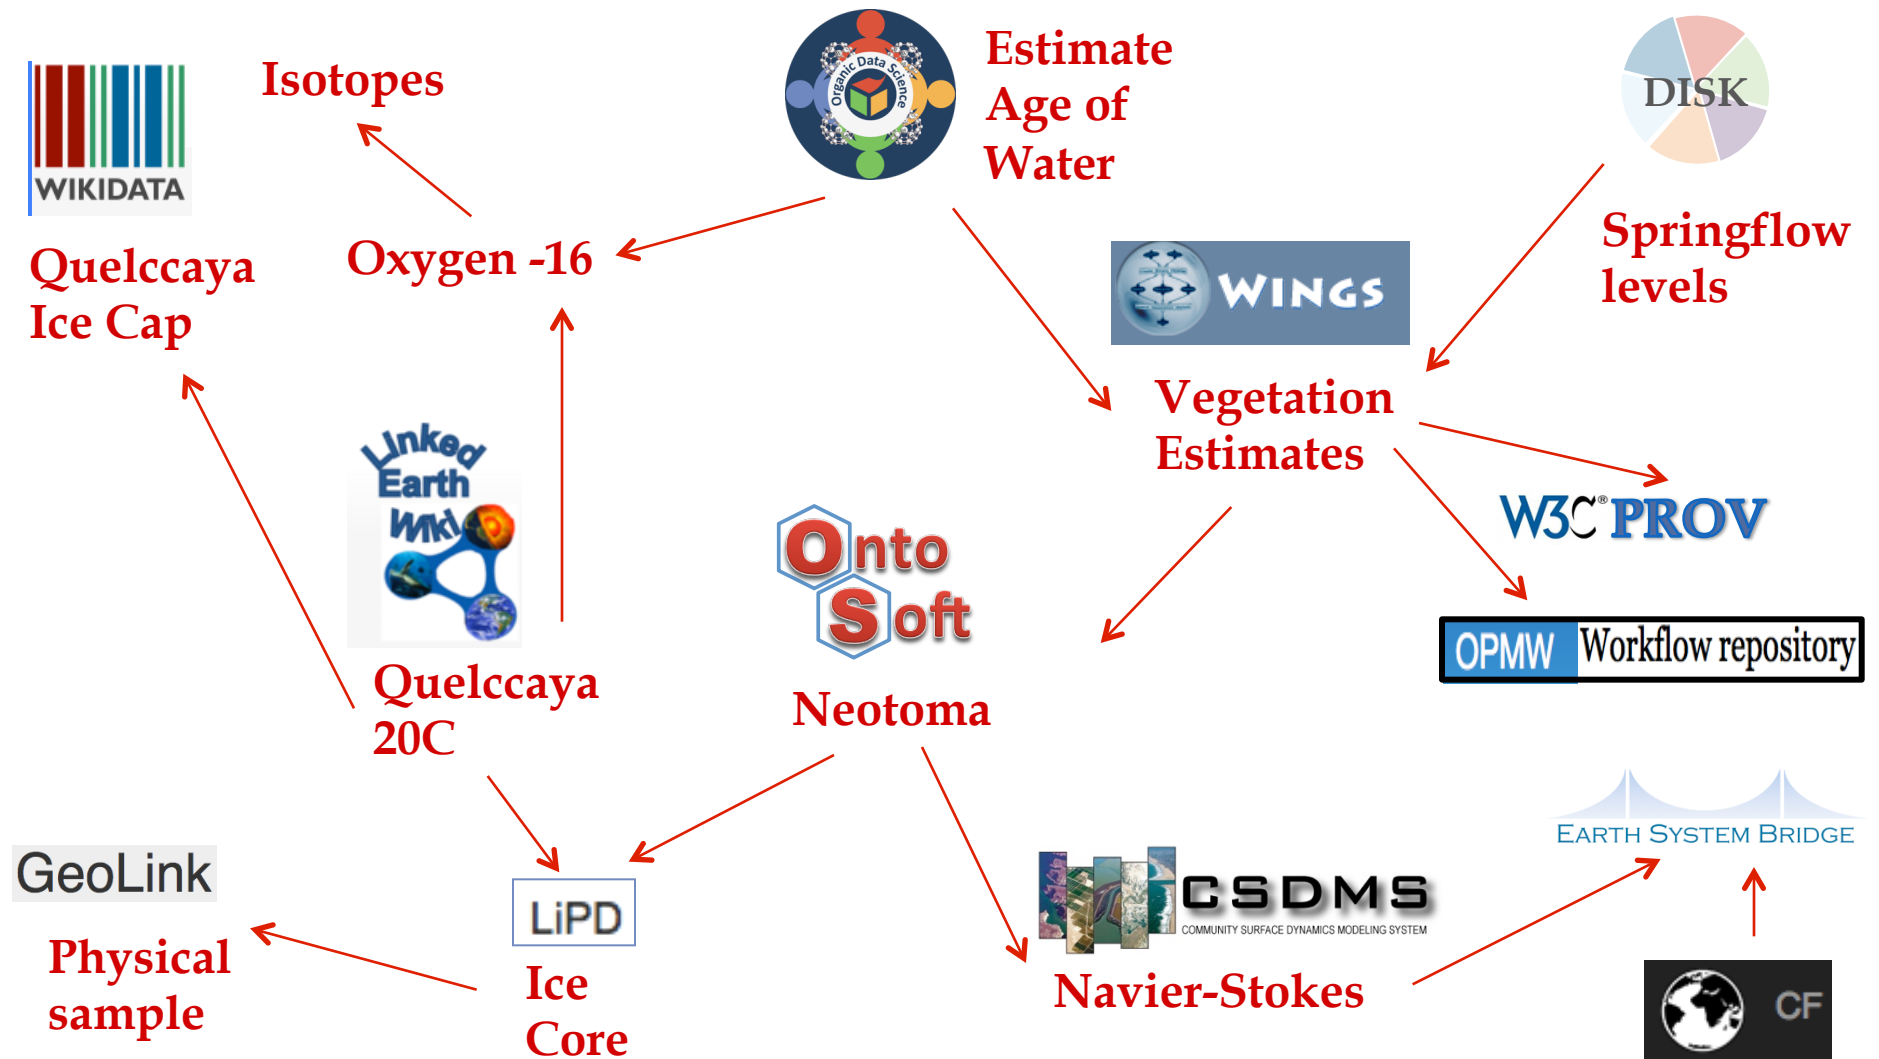 WIKIDATA
Quelccaya
Ice Cap
Isotopes
Oxygen -16
Organic Data Science
Estimate
Age of
Water
DISK
Springflow
levels
WINGS
Vegetation
Estimates
W3C® PROV
OPMW Workflow repository
Linked
Earth
Wiki
Quelccaya
20C
Onto
Soft
Neotoma
GeoLink
Physical
sample
LiPD
Ice
Core
CSDMS
COMMUNITY SURFACE DYNAMICS MODELING SYSTEM
Navier-Stokes
EARTH SYSTEM BRIDGE
CF